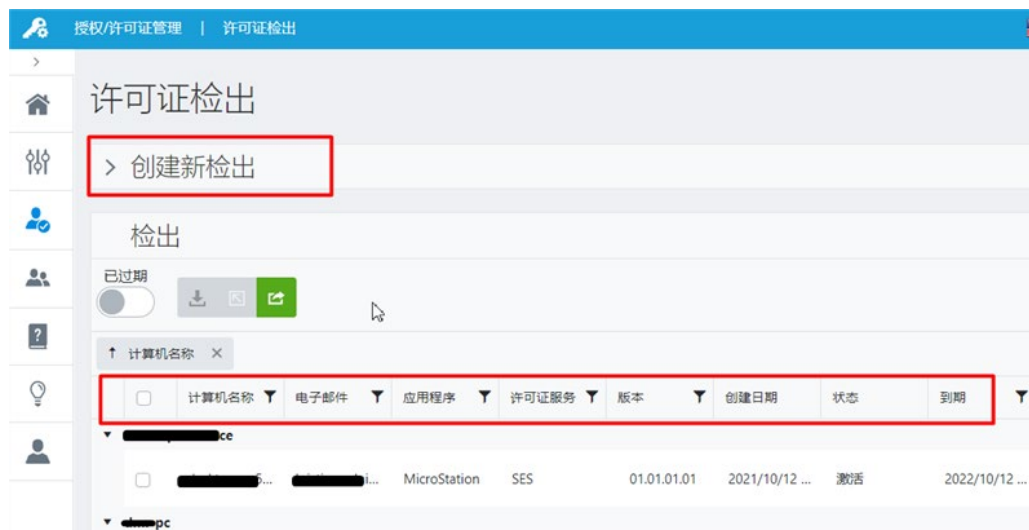 授权/许可证管理 | 许可证检出
许可证检出
创建新检出
检出
已过期
计算机名称
计算机名称 电子邮件 应用程序 许可证服务 版本 创建日期 状态 到期
ce
5... i... MicroStation SES 01.01.01.01 2021/10/12 ... 激活 2022/10/12 ...
pc